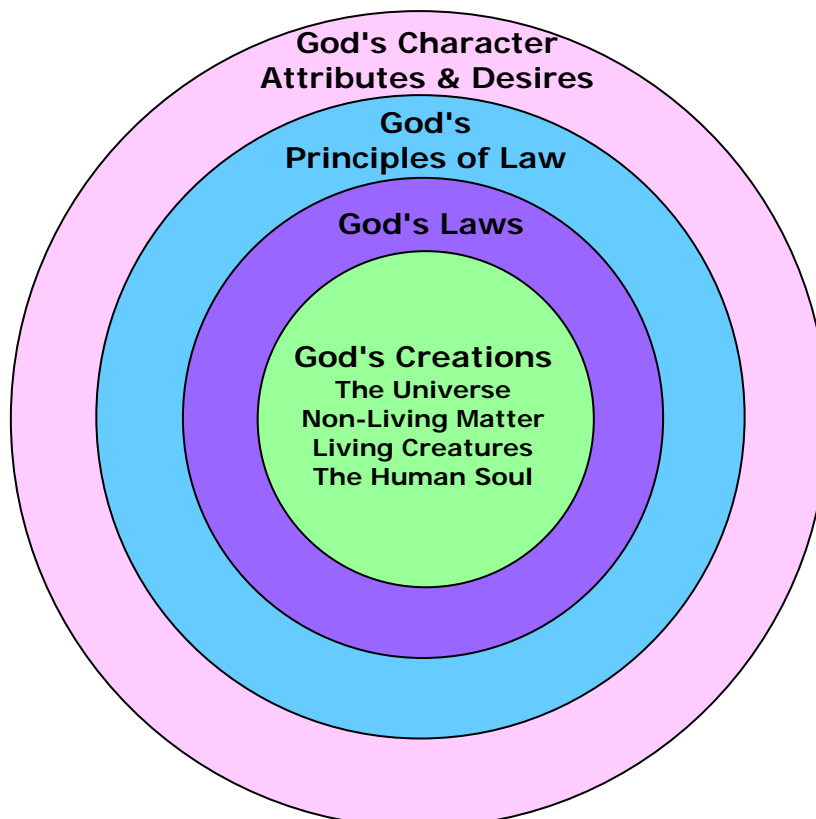 God's Character
Attributes & Desires
God's
Principles of Law
God's Laws
God's Creations
The Universe
Non-Living Matter
Living Creatures
The Human Soul